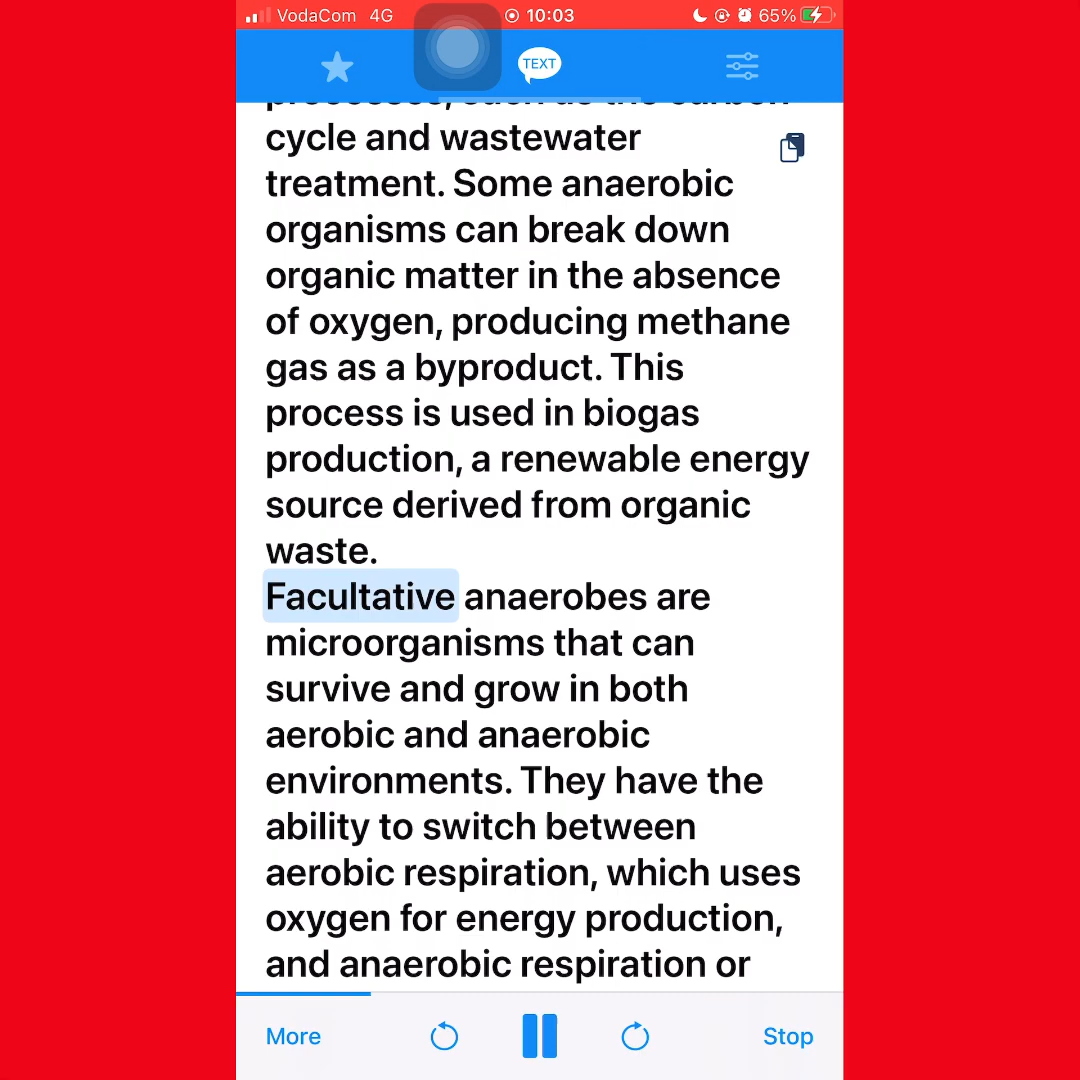 VodaCom 4G 10:03 65%
TEXT
cycle and wastewater
treatment. Some anaerobic
organisms can break down
organic matter in the absence
of oxygen, producing methane
gas as a byproduct. This
process is used in biogas
production, a renewable energy
source derived from organic
waste.
Facultative anaerobes are
microorganisms that can
survive and grow in both
aerobic and anaerobic
environments. They have the
ability to switch between
aerobic respiration, which uses
oxygen for energy production,
and anaerobic respiration or
More Stop